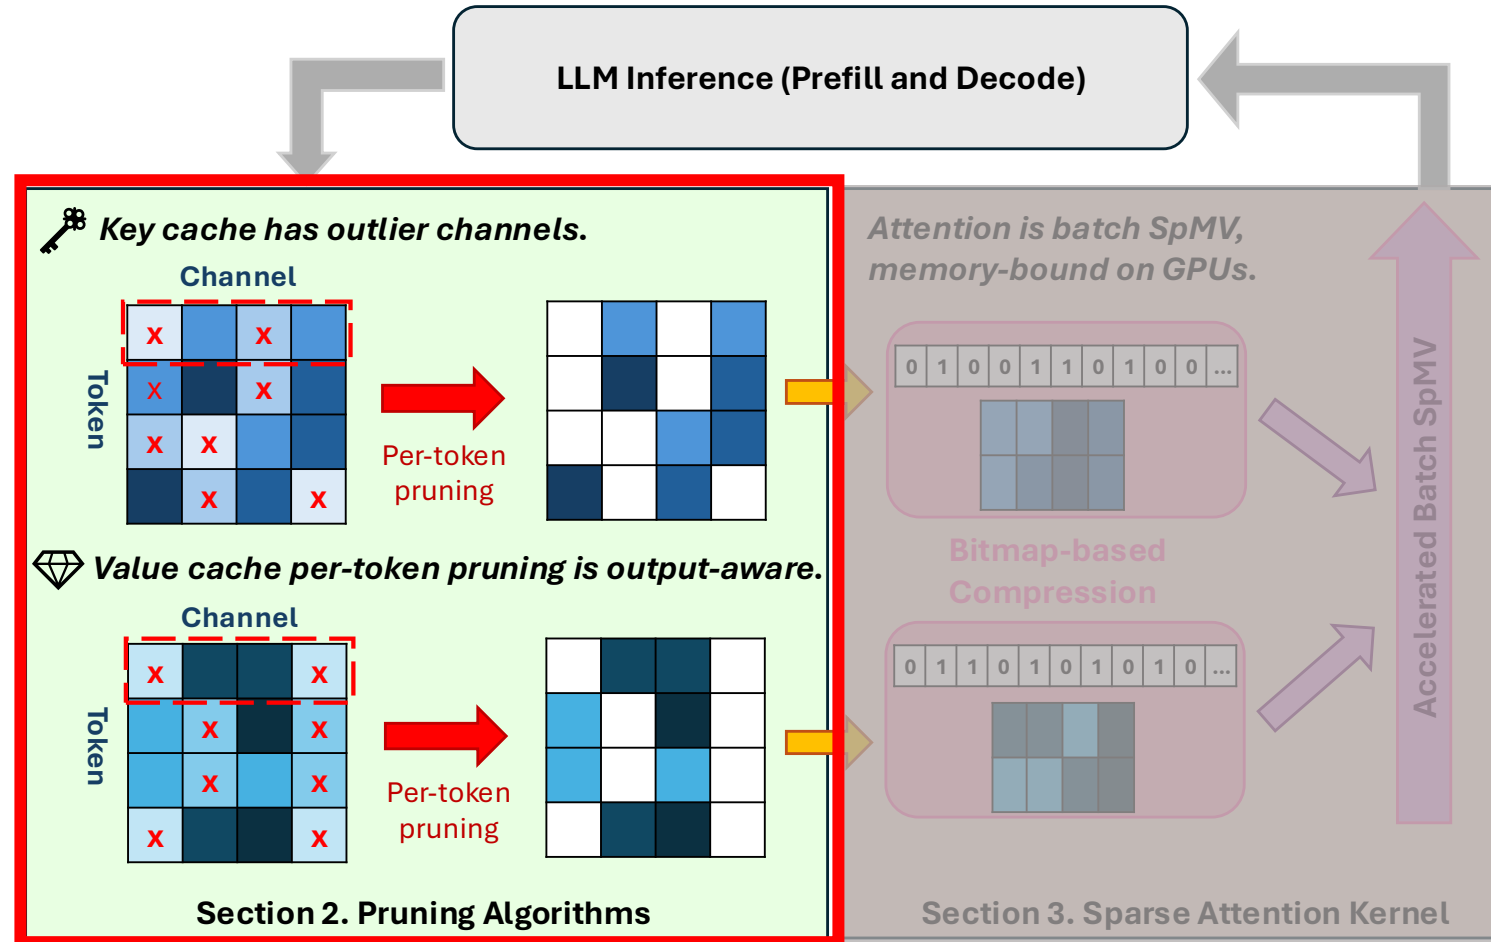 LLM Inference (Prefill and Decode)
Key cache has outlier channels.
Channel
Token
x x
x x
x x
x x
Per-token
pruning
Value cache per-token pruning is output-aware.
Channel
Token
x x
x x
x x
x x
Per-token
pruning
Section 2. Pruning Algorithms
Attention is batch SpMV,
memory-bound on GPUs.
0 1 0 0 1 1 0 1 0 0 ...
Bitmap-based
Compression
0 1 1 0 1 0 1 0 1 0 ...
Accelerated Batch SpMV
Section 3. Sparse Attention Kernel